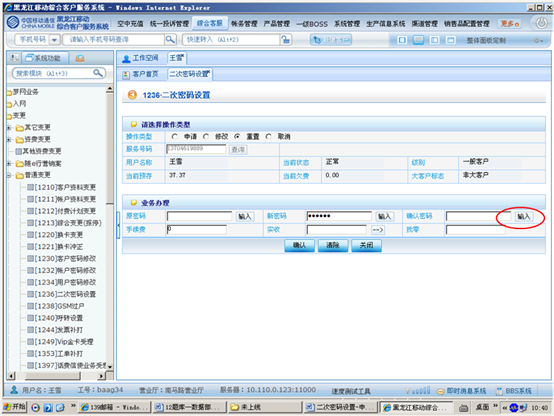 黑龙江移动综合客户服务系统 - Windows Internet Explorer
中国移动通信 CHINA MOBILE 黑龙江移动 综合客户服务系统 空中充值 统一投诉管理 综合客服 帐务管理 产品管理 一级BOSS 系统管理 生产信息系统 渠道管理 销售品配置管理 更多
手机号码 请输入手机号码查询 快速转入 (Alt+Z) 整体面板定制
系统功能 工作空间 王雪
搜索模块 (Alt+X) 客户首页 二次密码设置
梦网业务
入网
变更
其它变更
资费变更
其他资费变更
随e行营销案
普通变更
[1210]客户资料变更
[1211]帐户资料变更
[1212]付费计划变更
[1213]综合变更(报停)
[1220]换卡变更
[1221]换卡冲正
[1230]客户密码修改
[1232]帐户密码修改
[1234]用户密码修改
[1236]二次密码设置
[1238]GSM过户
[1240]呼转设置
[1244]发票补打
[1249]Vip金卡受理
[1353]工单补打
[1397]话费信使业务受
1236·二次密码设置
请选择操作类型
操作类型 申请 修改 重置 取消
服务号码 13704619889 查询
用户名称 王雪 当前状态 正常 级别 一般客户
当前预存 37.37 当前欠费 0.00 大客户标志 非大客户
业务办理
原密码 输入 新密码 ●●●●●● 输入 确认密码 输入
手续费 0 实收 --> 找零
确认 清除 关闭
用户名：王雪 工号：baag34 营业厅：南马路营业厅 服务器：10.110.0.123:11000 速度测试工具 即时消息系统 BBS系统
开始 139邮箱 - Windo... 12题库一数据部... 未上线 二次密码设置-申... 黑龙江移动综合... 桌面 10:40